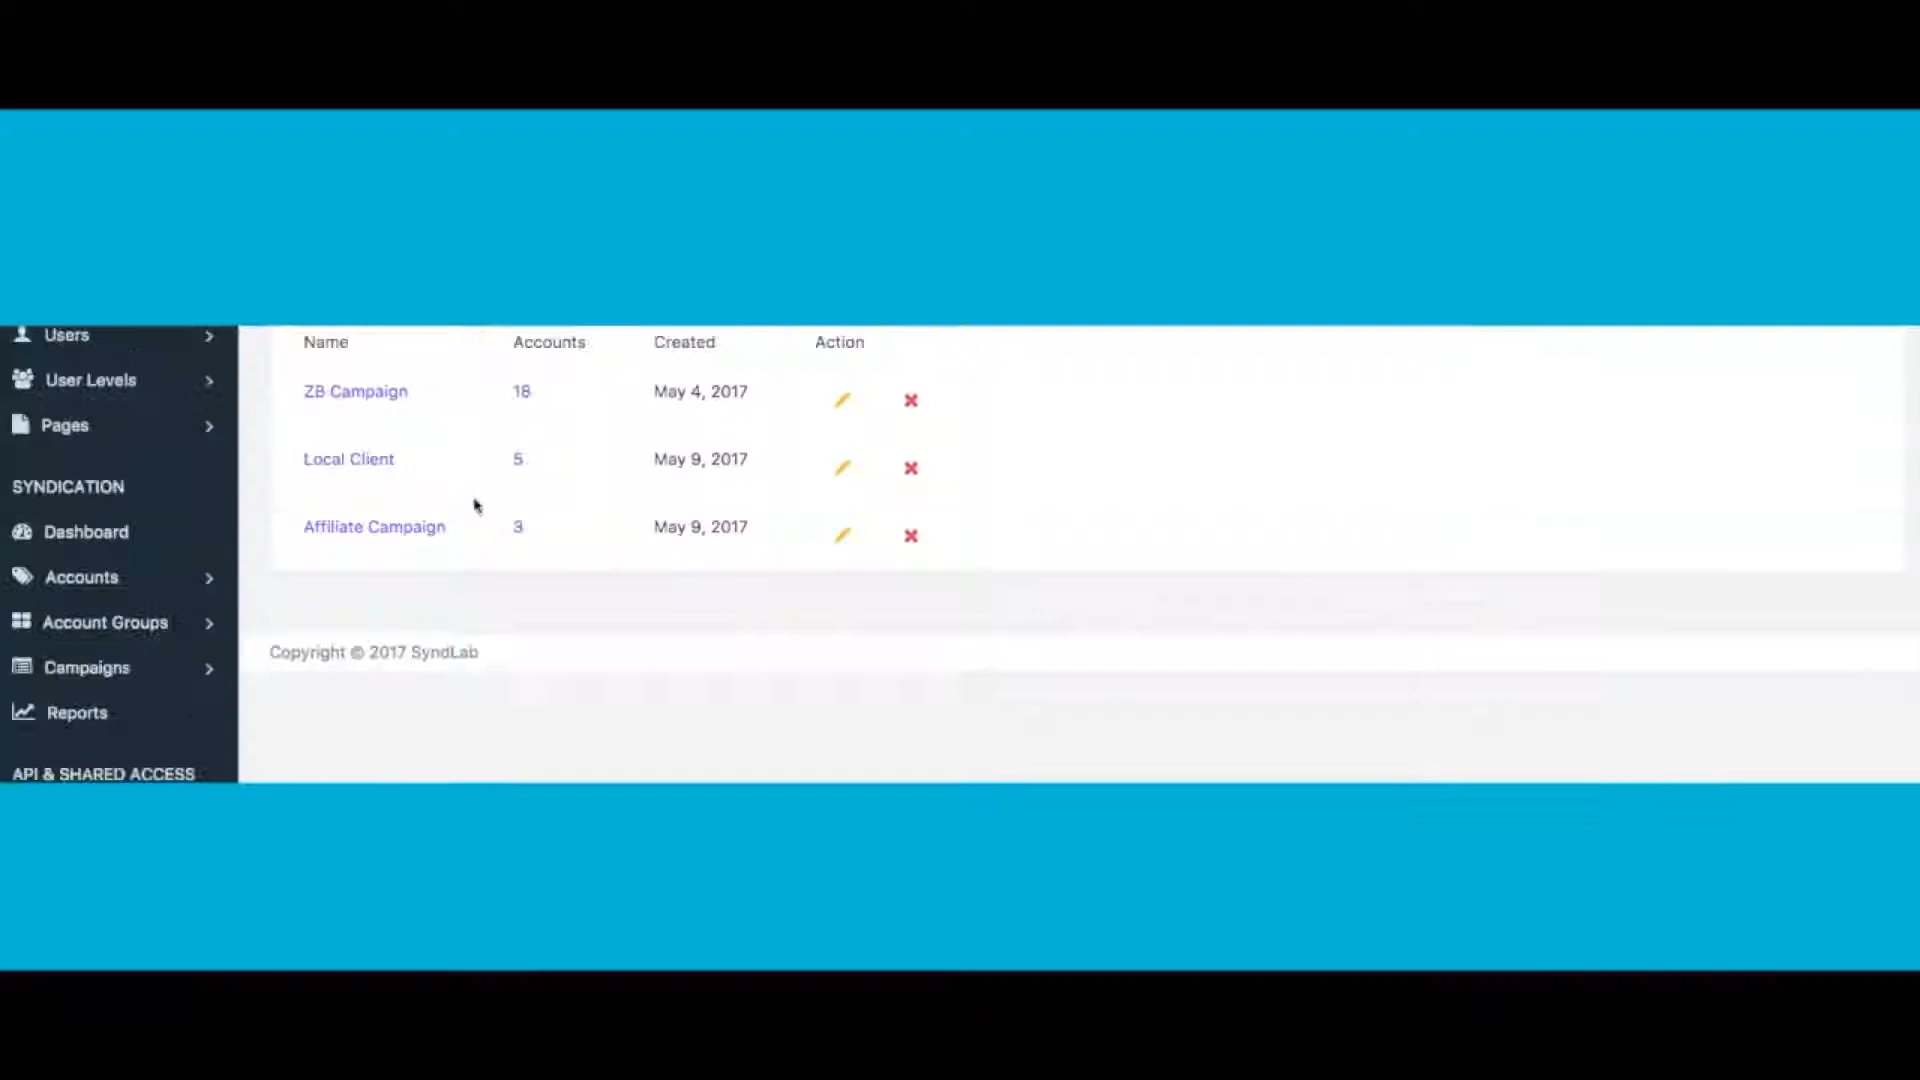 Users
User Levels
Pages
SYNDICATION
Dashboard
Accounts
Account Groups
Campaigns
Reports
API & SHARED ACCESS
Name Accounts Created Action
ZB Campaign 18 May 4, 2017
Local Client 5 May 9, 2017
Affiliate Campaign 3 May 9, 2017
Copyright © 2017 SyndLab